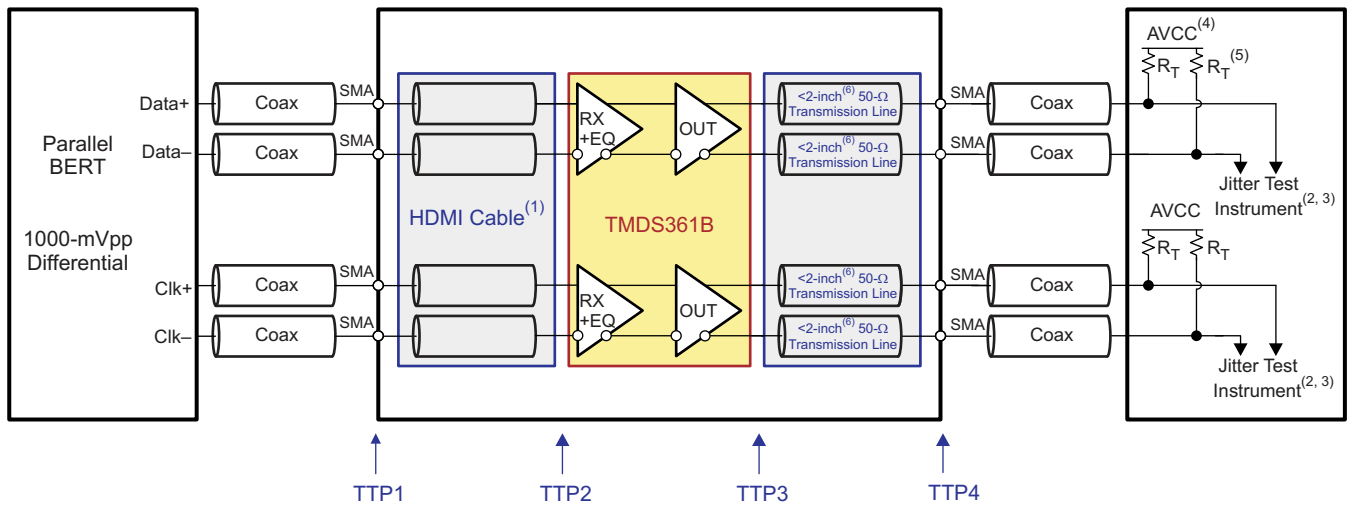 Parallel
BERT
1000-mVpp
Differential
Data+
Data–
Clk+
Clk–
Coax
Coax
Coax
Coax
SMA
SMA
SMA
SMA
HDMI Cable(1)
RX
+EQ
OUT
TMDS361B
RX
+EQ
OUT
<2-inch(6) 50-Ω
Transmission Line
<2-inch(6) 50-Ω
Transmission Line
<2-inch(6) 50-Ω
Transmission Line
<2-inch(6) 50-Ω
Transmission Line
SMA
SMA
SMA
SMA
Coax
Coax
Coax
Coax
AVCC(4)
RT
RT(5)
Jitter Test
Instrument(2, 3)
AVCC
RT
RT
Jitter Test
Instrument(2, 3)
TTP1
TTP2
TTP3
TTP4